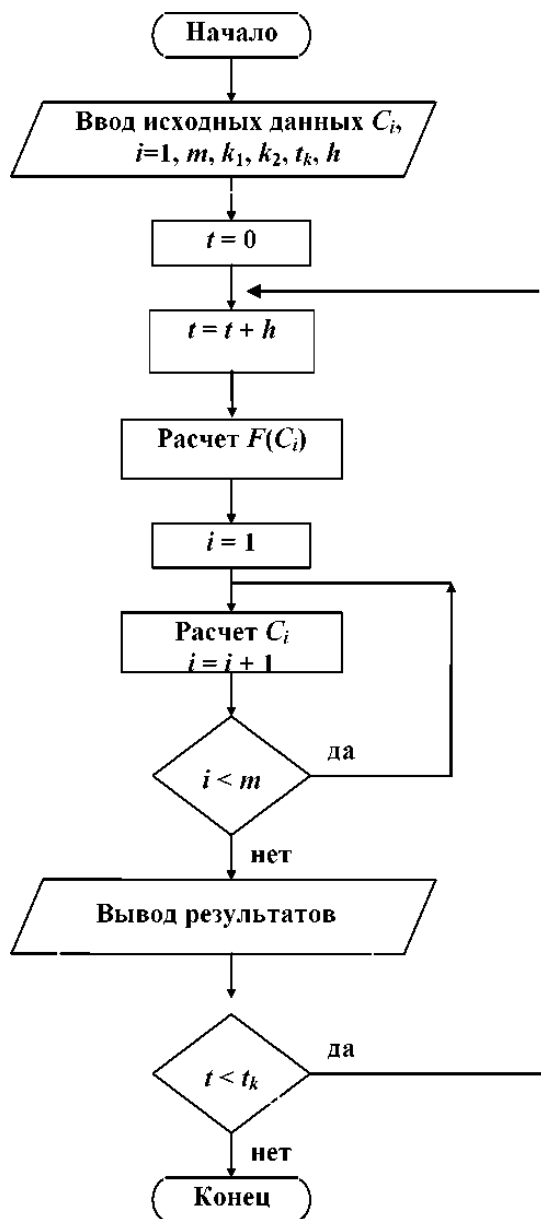 Начало
Ввод исходных данных Cᵢ,
i=1, m, k₁, k₂, tₖ, h
t = 0
t = t + h
Расчет F(Cᵢ)
i = 1
Расчет Cᵢ
i = i + 1
да
i < m
нет
Вывод результатов
да
t < tₖ
нет
Конец